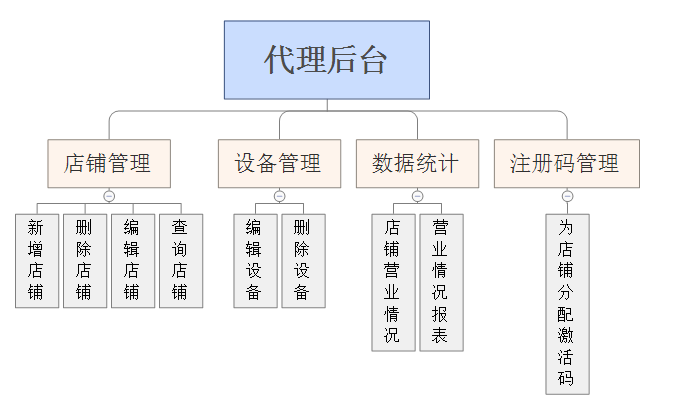 代理后台
店铺管理
设备管理
数据统计
注册码管理
新增店铺
删除店铺
编辑店铺
查询店铺
编辑设备
删除设备
店铺营业情况
营业情况报表
为店铺分配激活码